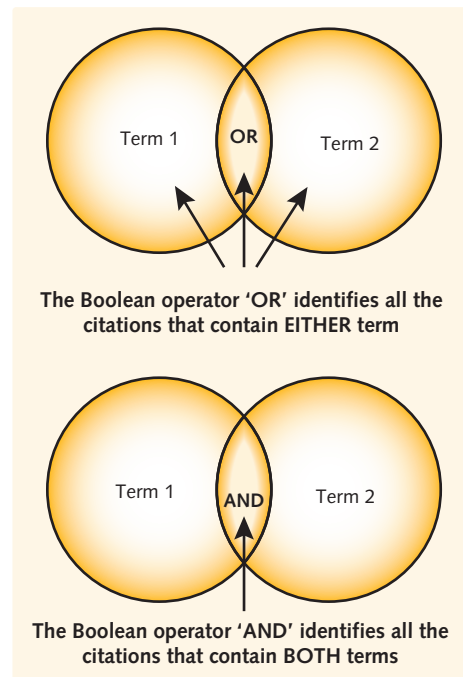 Term 1
OR
Term 2
The Boolean operator ‘OR’ identifies all the
citations that contain EITHER term
Term 1
AND
Term 2
The Boolean operator ‘AND’ identifies all the
citations that contain BOTH terms